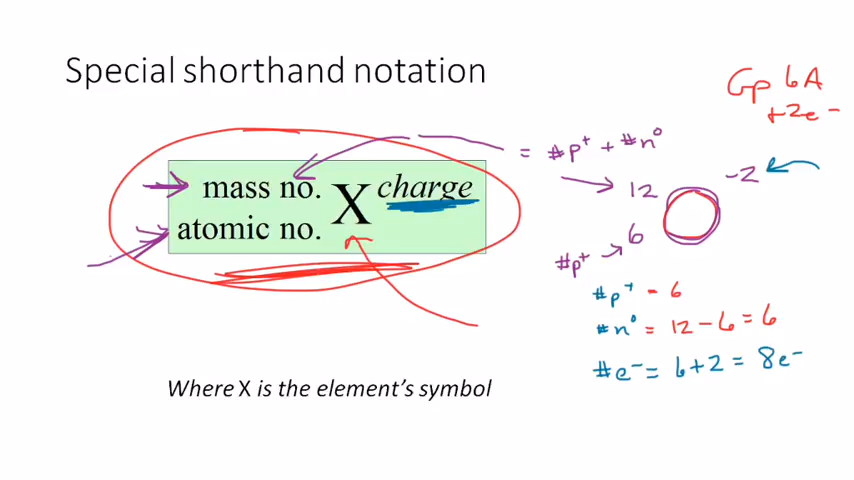 Special shorthand notation
Gp 6A
+2e-
= #p⁺ + #n⁰
mass no. X charge
atomic no.
12 -2
6
#p⁺
#p⁺ = 6
#n⁰ = 12 - 6 = 6
#e⁻ = 6 + 2 = 8e⁻
Where X is the element's symbol